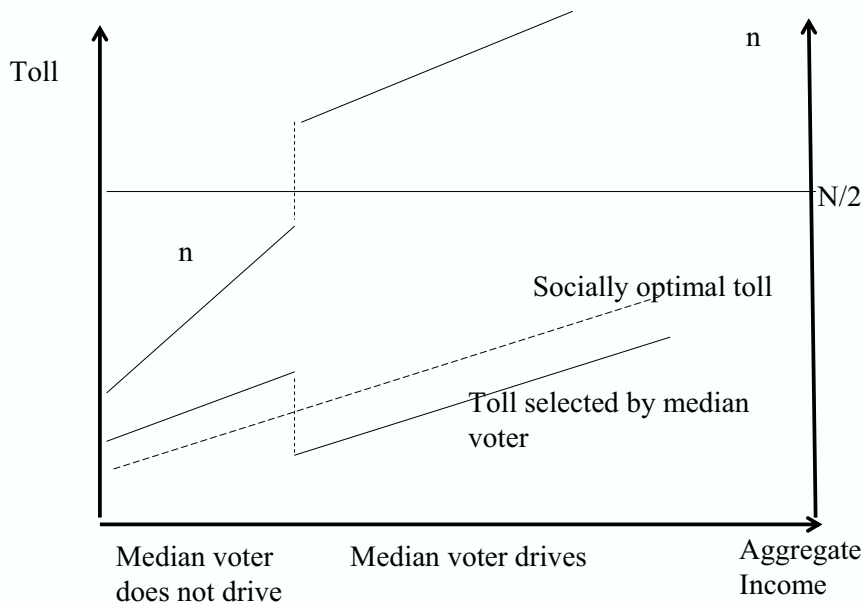 n
Toll
N/2
n
Socially optimal toll
Toll selected by median
voter
Median voter
does not drive
Median voter drives
Aggregate
Income